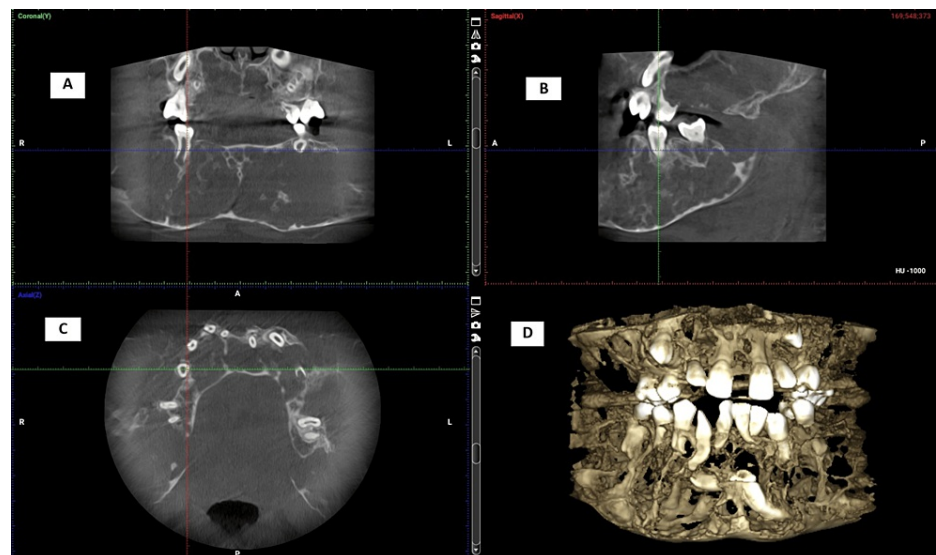 Coronal(Y)
A
R
L
Sagittal(X)
169,548,373
B
A
P
HU -1000
Axial(Z)
A
C
R
L
P
D